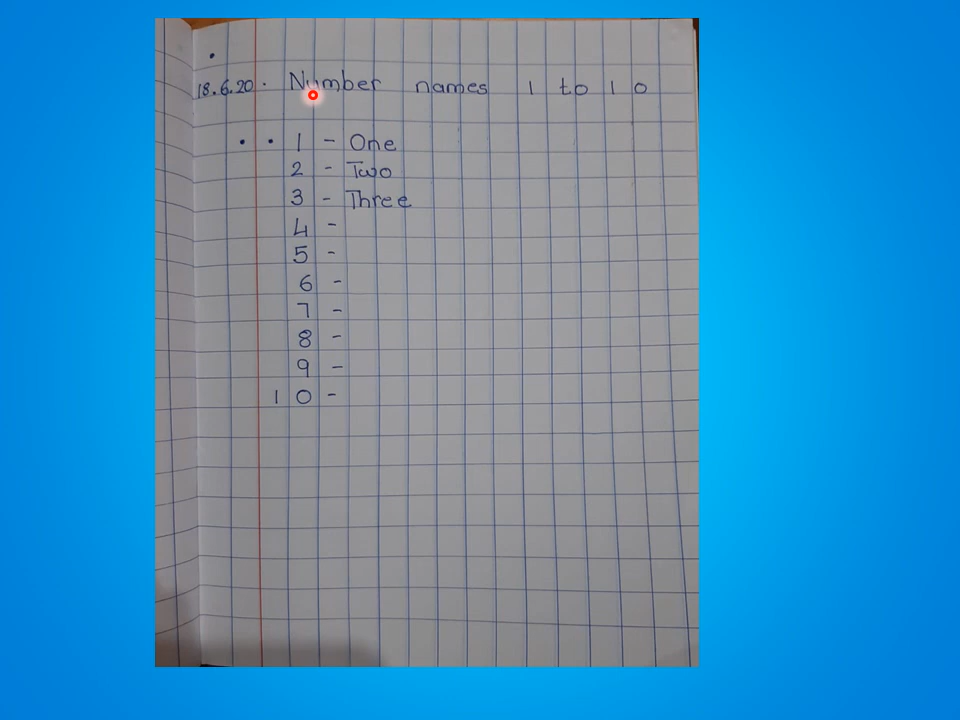 18.6.20. Number names 1 to 10
1 - One
2 - Two
3 - Three
4 -
5 -
6 -
7 -
8 -
9 -
10 -